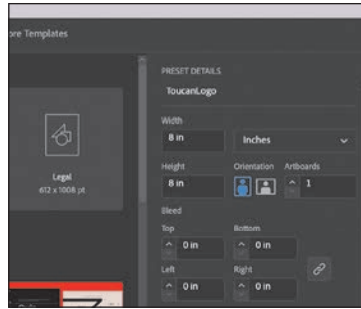 ore Templates
PRESET DETAILS
ToucanLogo
Width
8 in
Inches
Height
Orientation
Artboards
8 in
1
Bleed
Top
Bottom
0 in
0 in
Left
Right
0 in
0 in
Legal
612 x 1008 pt